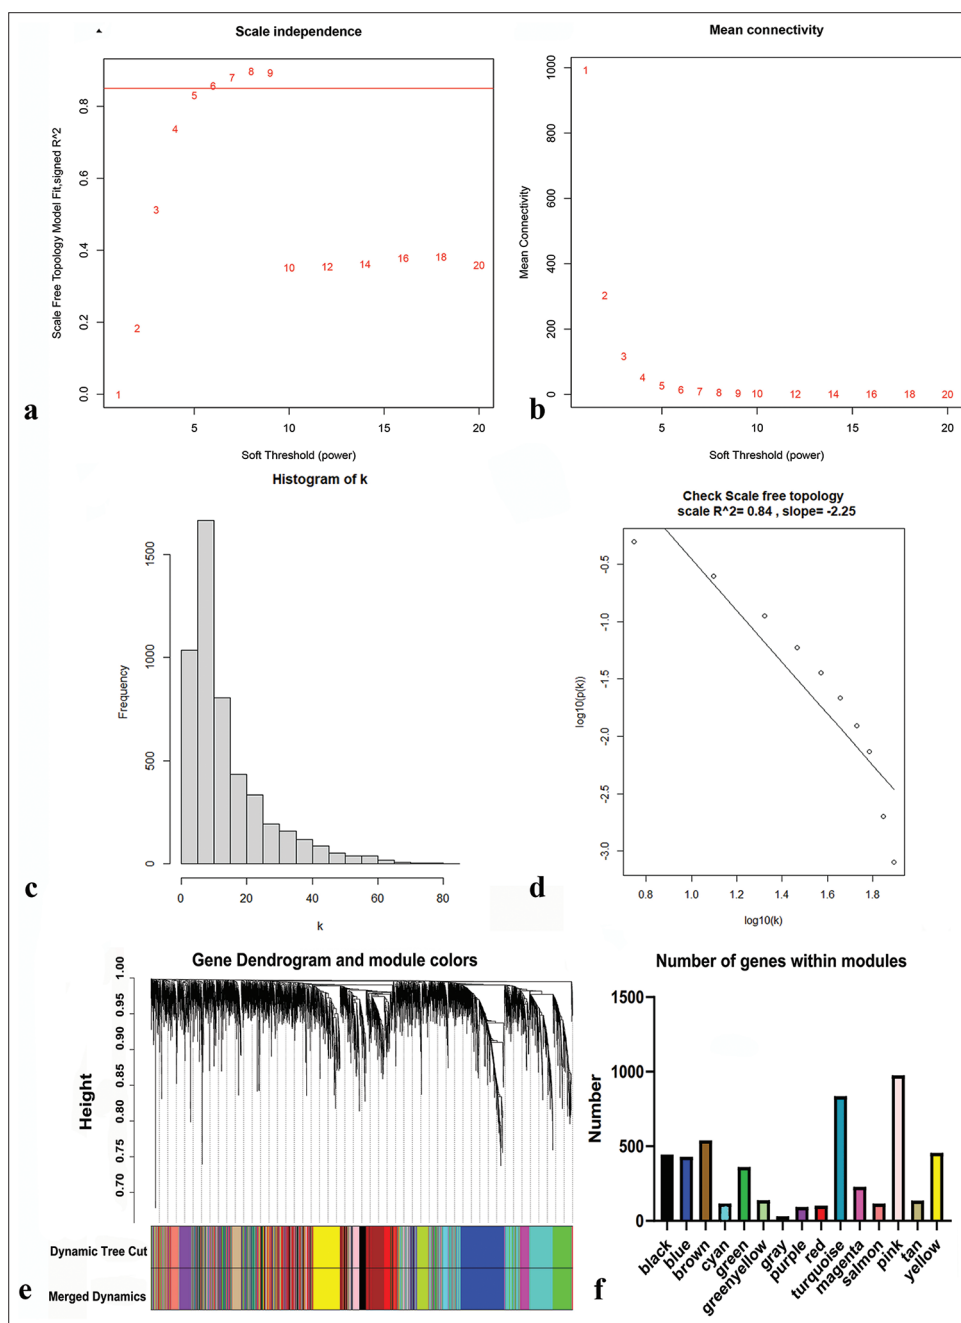 Scale independence
Scale Free Topology Model Fit,signed R^2
0.8
0.6
0.4
0.2
0.0
1
2
3
4
5
6
7
8
9
10
12
14
16
18
20
5
10
15
20
Soft Threshold (power)
a
Mean connectivity
Mean Connectivity
1000
800
600
400
200
0
1
2
3
4
5
6
7
8
9
10
12
14
16
18
20
5
10
15
20
Soft Threshold (power)
b
Histogram of k
Frequency
1500
1000
500
0
0
20
40
60
80
k
c
Check Scale free topology
scale R^2= 0.84 , slope= -2.25
log10(p(k))
-0.5
-1.0
-1.5
-2.0
-2.5
-3.0
0.8
1.0
1.2
1.4
1.6
1.8
log10(k)
d
Gene Dendrogram and module colors
Height
1.00
0.95
0.90
0.85
0.80
0.75
0.70
Dynamic Tree Cut
Merged Dynamics
e
Number of genes within modules
Number
1500
1000
500
0
black
blue
brown
cyan
green
greenyellow
gray
purple
red
turquoise
magenta
salmon
pink
tan
yellow
f